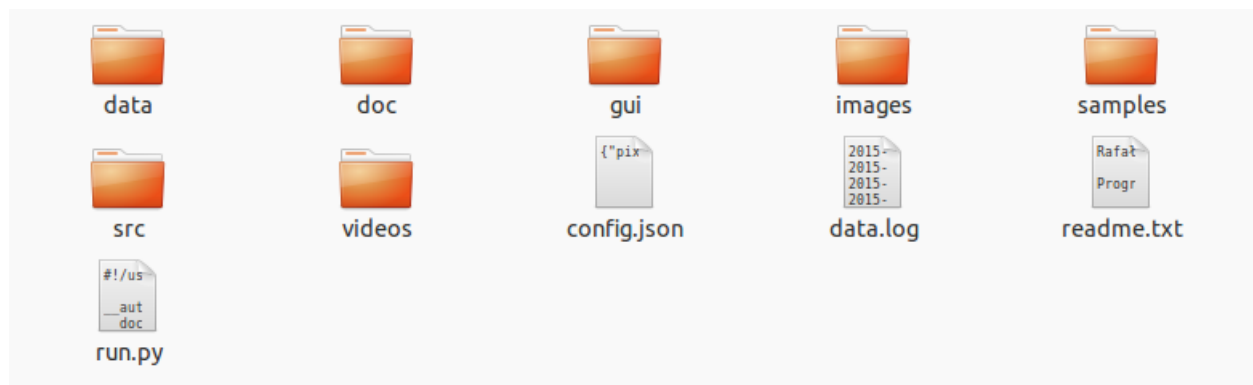 data doc gui images samples
{"pix 2015- Rafał
2015-
2015- Progr
2015-
src videos config.json data.log readme.txt
#!/us
__aut
doc
run.py